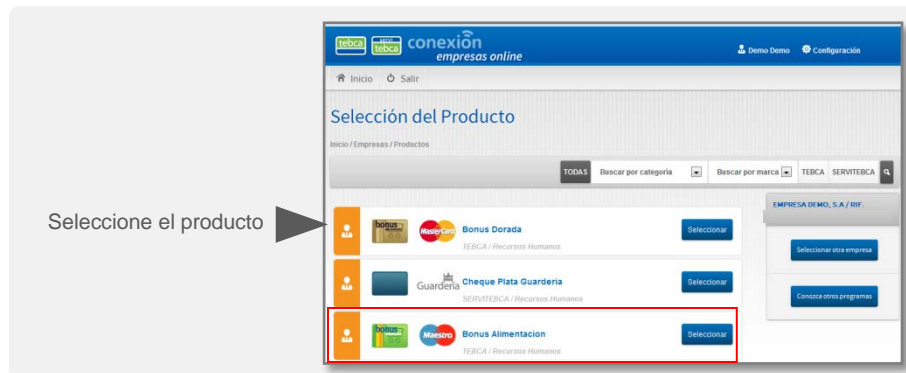 tebca
servi
tebca
conexión
empresas online
Demo Demo
Configuración
Inicio
Salir
Selección del Producto
Inicio / Empresas / Productos
TODAS
Buscar por categoría
Buscar por marca
TEBCA
SERVITEBCA
Seleccione el producto
bonus
MasterCard
Bonus Dorada
TEBCA / Recursos Humanos
Seleccionar
Guardería
Cheque Plata Guarderia
SERVITEBCA / Recursos Humanos
Seleccionar
bonus
Maestro
Bonus Alimentacion
TEBCA / Recursos Humanos
Seleccionar
EMPRESA DEMO, S.A / RIF.
Seleccionar otra empresa
Conozca otros programas